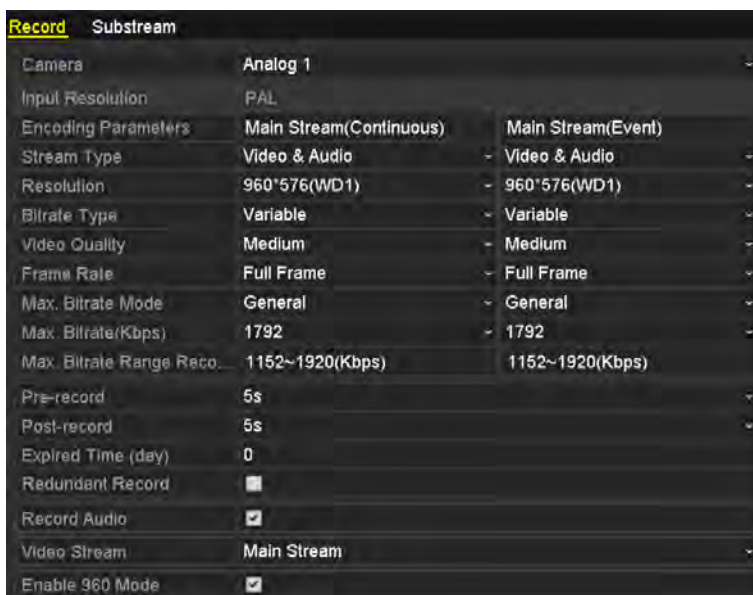 Record Substream
Camera Analog 1
Input Resolution PAL
Encoding Parameters Main Stream(Continuous) Main Stream(Event)
Stream Type Video & Audio Video & Audio
Resolution 960*576(WD1) 960*576(WD1)
Bitrate Type Variable Variable
Video Quality Medium Medium
Frame Rate Full Frame Full Frame
Max. Bitrate Mode General General
Max. Bitrate(Kbps) 1792 1792
Max. Bitrate Range Reco... 1152~1920(Kbps) 1152~1920(Kbps)
Pre-record 5s
Post-record 5s
Expired Time (day) 0
Redundant Record
Record Audio
Video Stream Main Stream
Enable 960 Mode